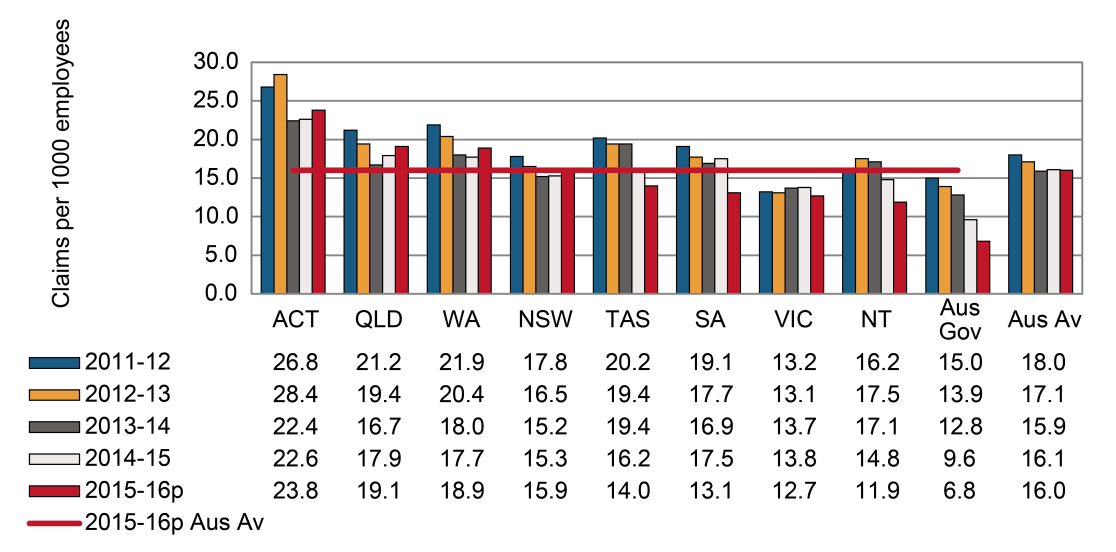 Claims per 1000 employees
30.0
25.0
20.0
15.0
10.0
5.0
0.0
ACT QLD WA NSW TAS SA VIC NT Aus Gov Aus Av
2011-12 26.8 21.2 21.9 17.8 20.2 19.1 13.2 16.2 15.0 18.0
2012-13 28.4 19.4 20.4 16.5 19.4 17.7 13.1 17.5 13.9 17.1
2013-14 22.4 16.7 18.0 15.2 19.4 16.9 13.7 17.1 12.8 15.9
2014-15 22.6 17.9 17.7 15.3 16.2 17.5 13.8 14.8 9.6 16.1
2015-16p 23.8 19.1 18.9 15.9 14.0 13.1 12.7 11.9 6.8 16.0
2015-16p Aus Av